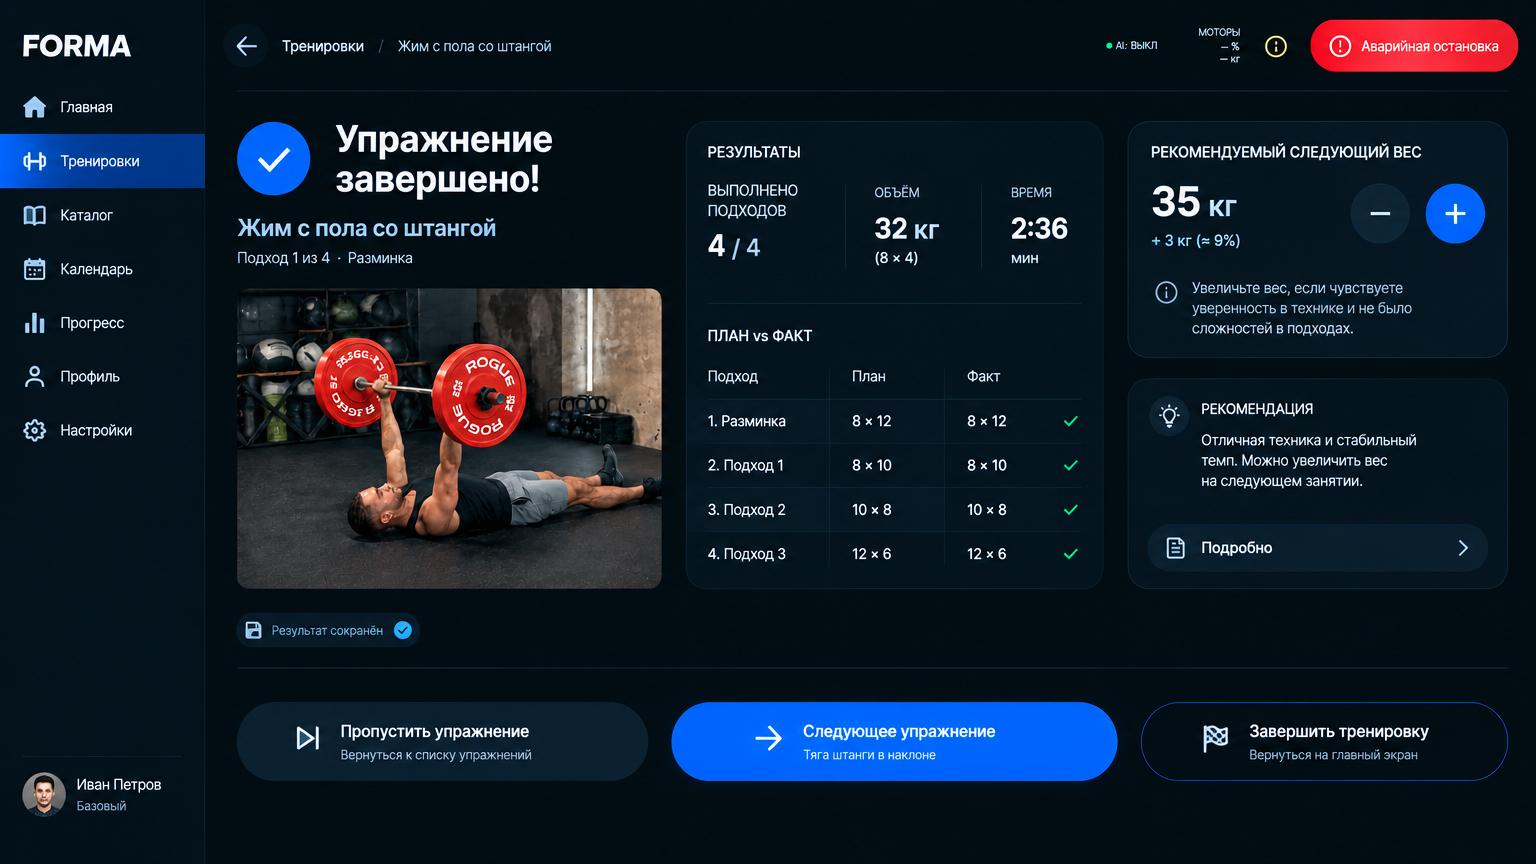 FORMA
Главная
Тренировки
Каталог
Календарь
Прогресс
Профиль
Настройки
Иван Петров
Базовый
Тренировки / Жим с пола со штангой
AI: ВЫКЛ
МОТОРЫ
– %
– кг
Аварийная остановка
Упражнение
завершено!
Жим с пола со штангой
Подход 1 из 4 · Разминка
ROGUE
ROGUE
Результат сохранён
РЕЗУЛЬТАТЫ
ВЫПОЛНЕНО
ПОДХОДОВ
4 / 4
ОБЪЁМ
32 кг
(8 × 4)
ВРЕМЯ
2:36
мин
ПЛАН vs ФАКТ
Подход План Факт
1. Разминка 8 × 12 8 × 12
2. Подход 1 8 × 10 8 × 10
3. Подход 2 10 × 8 10 × 8
4. Подход 3 12 × 6 12 × 6
РЕКОМЕНДУЕМЫЙ СЛЕДУЮЩИЙ ВЕС
35 кг
+ 3 кг (≈ 9%)
Увеличьте вес, если чувствуете
уверенность в технике и не было
сложностей в подходах.
РЕКОМЕНДАЦИЯ
Отличная техника и стабильный
темп. Можно увеличить вес
на следующем занятии.
Подробно
Пропустить упражнение
Вернуться к списку упражнений
Следующее упражнение
Тяга штанги в наклоне
Завершить тренировку
Вернуться на главный экран